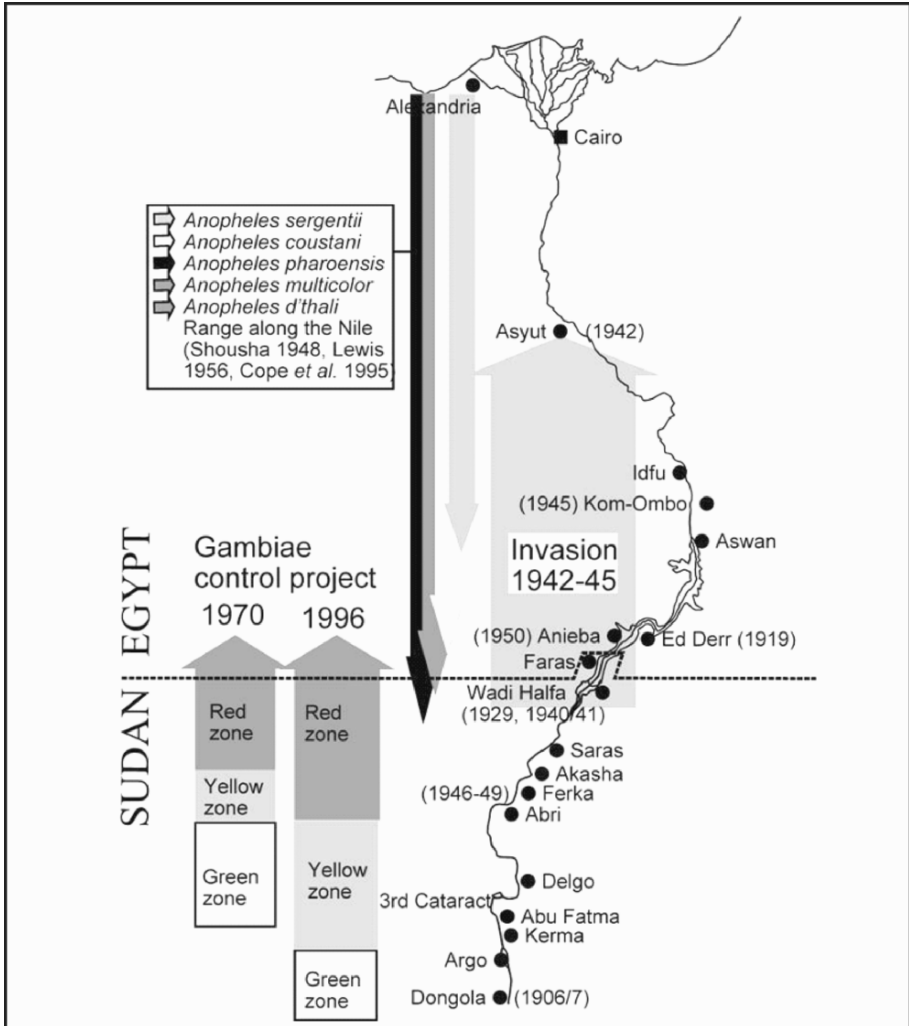 Alexandria
Cairo
Anopheles sergentii
Anopheles coustani
Anopheles pharoensis
Anopheles multicolor
Anopheles d'thali
Range along the Nile
(Shousha 1948, Lewis
1956, Cope et al. 1995)
Asyut (1942)
Idfu
(1945) Kom-Ombo
Aswan
Invasion
1942-45
EGYPT
Gambiae
control project
1970 1996
(1950) Anieba
Ed Derr (1919)
Faras
SUDAN
Wadi Halfa
(1929, 1940/41)
Red
zone
Red
zone
Saras
Akasha
Yellow
zone
(1946-49) Ferka
Abri
Green
zone
Yellow
zone
Delgo
3rd Cataract
Abu Fatma
Kerma
Argo
Green
zone
Dongola (1906/7)